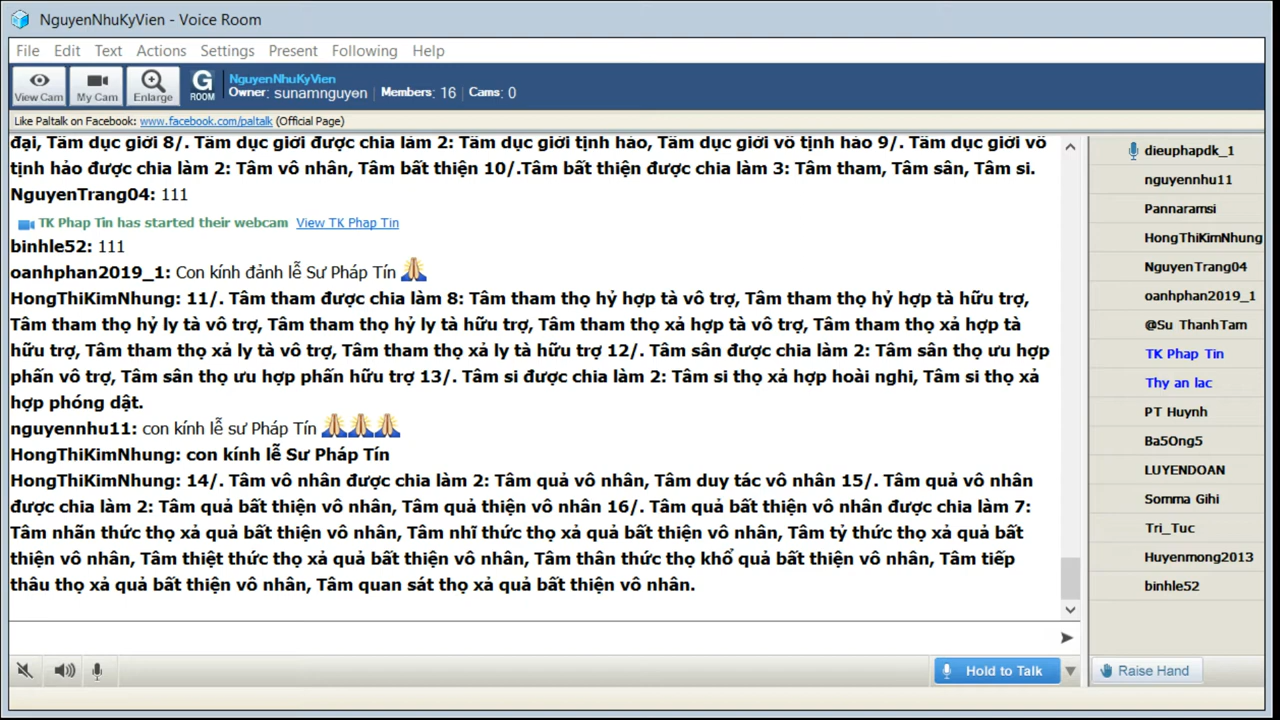 NguyenNhuKyVien - Voice Room
File Edit Text Actions Settings Present Following Help
View Cam My Cam Enlarge G ROOM
NguyenNhuKyVien
Owner: sunamnguyen | Members: 16 | Cams: 0
Like Paltalk on Facebook: www.facebook.com/paltalk (Official Page)
đại, Tâm dục giới 8/. Tâm dục giới được chia làm 2: Tâm dục giới tịnh hảo, Tâm dục giới vô tịnh hảo 9/. Tâm dục giới vô
tịnh hảo được chia làm 2: Tâm vô nhân, Tâm bất thiện 10/.Tâm bất thiện được chia làm 3: Tâm tham, Tâm sân, Tâm si.
NguyenTrang04: 111
TK Phap Tin has started their webcam View TK Phap Tin
binhle52: 111
oanhphan2019_1: Con kính đảnh lễ Sư Pháp Tín 🙏
HongThiKimNhung: 11/. Tâm tham được chia làm 8: Tâm tham thọ hỷ hợp tà vô trợ, Tâm tham thọ hỷ hợp tà hữu trợ,
Tâm tham thọ hỷ ly tà vô trợ, Tâm tham thọ hỷ ly tà hữu trợ, Tâm tham thọ xả hợp tà vô trợ, Tâm tham thọ xả hợp tà
hữu trợ, Tâm tham thọ xả ly tà vô trợ, Tâm tham thọ xả ly tà hữu trợ 12/. Tâm sân được chia làm 2: Tâm sân thọ ưu hợp
phấn vô trợ, Tâm sân thọ ưu hợp phấn hữu trợ 13/. Tâm si được chia làm 2: Tâm si thọ xả hợp hoài nghi, Tâm si thọ xả
hợp phóng dật.
nguyennhu11: con kính lễ sư Pháp Tín 🙏🙏🙏
HongThiKimNhung: con kính lễ Sư Pháp Tín
HongThiKimNhung: 14/. Tâm vô nhân được chia làm 2: Tâm quả vô nhân, Tâm duy tác vô nhân 15/. Tâm quả vô nhân
được chia làm 2: Tâm quả bất thiện vô nhân, Tâm quả thiện vô nhân 16/. Tâm quả bất thiện vô nhân được chia làm 7:
Tâm nhãn thức thọ xả quả bất thiện vô nhân, Tâm nhĩ thức thọ xả quả bất thiện vô nhân, Tâm tỷ thức thọ xả quả bất
thiện vô nhân, Tâm thiệt thức thọ xả quả bất thiện vô nhân, Tâm thân thức thọ khổ quả bất thiện vô nhân, Tâm tiếp
thâu thọ xả quả bất thiện vô nhân, Tâm quan sát thọ xả quả bất thiện vô nhân.
Hold to Talk
dieuphapdk_1
nguyennhu11
Pannaramsi
HongThiKimNhung
NguyenTrang04
oanhphan2019_1
@Su ThanhTam
TK Phap Tin
Thy an lac
PT Huynh
Ba5Ong5
LUYENDOAN
Somma Gihi
Tri_Tuc
Huyenmong2013
binhle52
Raise Hand